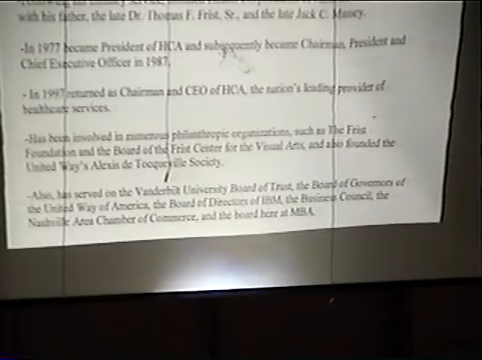 with his father, the late Dr. Thomas F. Frist, Sr., and the late Jack C. Massey.
-In 1977 became President of HCA and subsequently became Chairman, President and
Chief Executive Officer in 1987.
- In 1997 returned as Chairman and CEO of HCA, the nation's leading provider of
healthcare services.
-Has been involved in numerous philanthropic organizations, such as The Frist
Foundation and the Board of the Frist Center for the Visual Arts, and also founded the
United Way's Alexis de Tocqueville Society.
-Also, has served on the Vanderbilt University Board of Trust, the Board of Governors of
the United Way of America, the Board of Directors of IBM, the Business Council, the
Nashville Area Chamber of Commerce, and the board here at MBA.